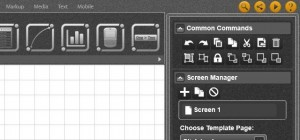 Markup Media Text Mobile
Common Commands
Screen Manager
Screen 1
Choose Template Page: